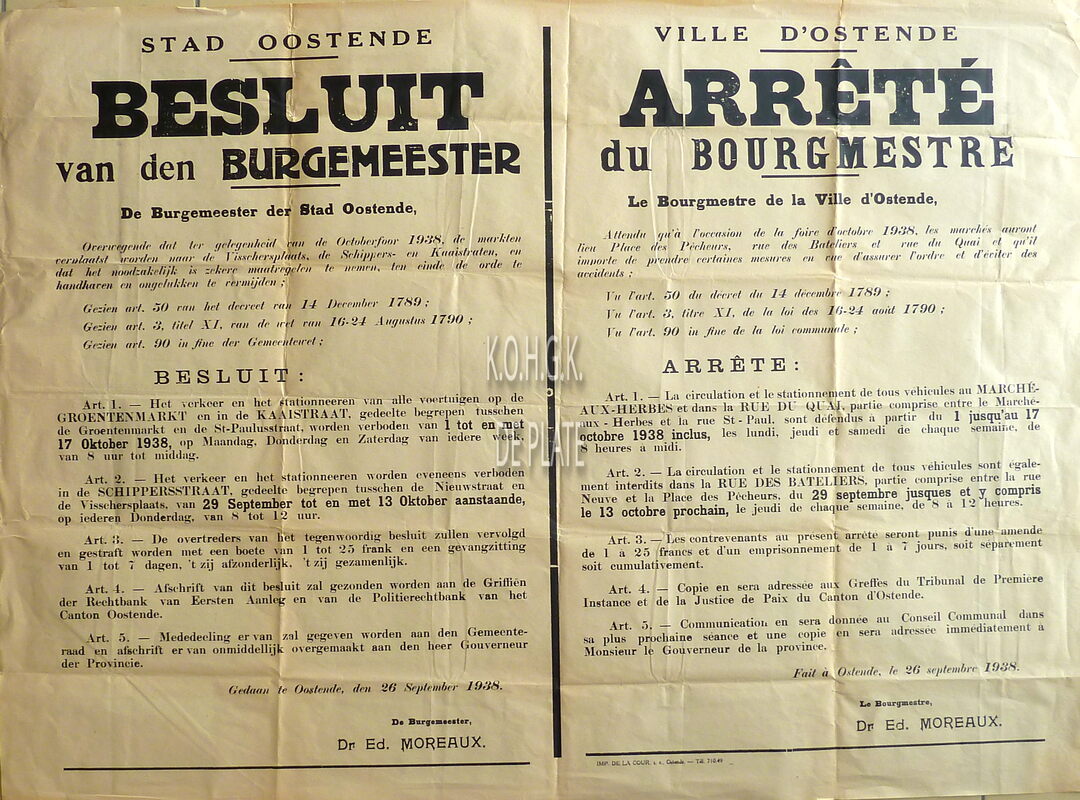 STAD OOSTENDE
BESLUIT
van den BURGEMEESTER
De Burgemeester der Stad Oostende,
Overwegende dat ter gelegenheid van de Octoberfoor 1938, de markten
verplaatst worden naar de Visschersplaats, de Schippers- en Kaaistraten, en
dat het noodzakelijk is zekere maatregelen te nemen, ten einde de orde te
handhaven en ongelukken te vermijden ;
Gezien art. 50 van het decreet van 14 December 1789 ;
Gezien art. 3, titel XI, van de wet van 16-24 Augustus 1790 ;
Gezien art. 90 in fine der Gemeentewet ;
BESLUIT :
Art. 1. — Het verkeer en het stationneeren van alle voertuigen op de
GROENTENMARKT en in de KAAISTRAAT, gedeelte begrepen tusschen
de Groentenmarkt en de St-Paulusstraat, worden verboden van 1 tot en met
17 Oktober 1938, op Maandag, Donderdag en Zaterdag van iedere week,
van 8 uur tot middag.
Art. 2. — Het verkeer en het stationneeren worden eveneens verboden
in de SCHIPPERSSTRAAT, gedeelte begrepen tusschen de Nieuwstraat en
de Visschersplaats, van 29 September tot en met 13 Oktober aanstaande,
op iederen Donderdag, van 8 tot 12 uur.
Art. 3. — De overtreders van het tegenwoordig besluit zullen vervolgd
en gestraft worden met een boete van 1 tot 25 frank en een gevangzitting
van 1 tot 7 dagen, 't zij afzonderlijk, 't zij gezamenlijk.
Art. 4. — Afschrift van dit besluit zal gezonden worden aan de Griffiën
der Rechtbank van Eersten Aanleg en van de Politierechtbank van het
Canton Oostende.
Art. 5. — Mededeeling ervan zal gegeven worden aan den Gemeente-
raad en afschrift ervan onmiddellijk overgemaakt aan den heer Gouverneur
der Provincie.
Gedaan te Oostende, den 26 September 1938.
De Burgemeester,
Dr Ed. MOREAUX.
VILLE D'OSTENDE
ARRÊTÉ
du BOURGMESTRE
Le Bourgmestre de la Ville d'Ostende,
Attendu qu'à l'occasion de la foire d'octobre 1938, les marchés auront
lieu Place des Pêcheurs, rue des Bateliers et rue du Quai et qu'il
importe de prendre certaines mesures en vue d'assurer l'ordre et d'éviter des
accidents ;
Vu l'art. 50 du décret du 14 décembre 1789 ;
Vu l'art. 3, titre XI, de la loi des 16-24 août 1790 ;
Vu l'art. 90 in fine de la loi communale ;
ARRÊTE :
Art. 1. — La circulation et le stationnement de tous véhicules au MARCHÉ-
AUX-HERBES et dans la RUE DU QUAI, partie comprise entre le Marché-
aux - Herbes et la rue St - Paul, sont défendus à partir du 1 jusqu'au 17
octobre 1938 inclus, les lundi, jeudi et samedi de chaque semaine, de
8 heures à midi.
Art. 2. — La circulation et le stationnement de tous véhicules sont égale-
ment interdits dans la RUE DES BATELIERS, partie comprise entre la rue
Neuve et la Place des Pêcheurs, du 29 septembre jusques et y compris
le 13 octobre prochain, le jeudi de chaque semaine, de 8 à 12 heures.
Art. 3. — Les contrevenants au présent arrêté seront punis d'une amende
de 1 à 25 francs et d'un emprisonnement de 1 à 7 jours, soit séparément
soit cumulativement.
Art. 4. — Copie en sera adressée aux Greffes du Tribunal de Première
Instance et de la Justice de Paix du Canton d'Ostende.
Art. 5. — Communication en sera donnée au Conseil Communal dans
sa plus prochaine séance et une copie en sera adressée immédiatement à
Monsieur le Gouverneur de la province.
Fait à Ostende, le 26 septembre 1938.
Le Bourgmestre,
Dr Ed. MOREAUX.
IMP. DE LA COUR, s. a., Ostende. — Tél. 710.49
K.O.H.G.K.
DE PLATE